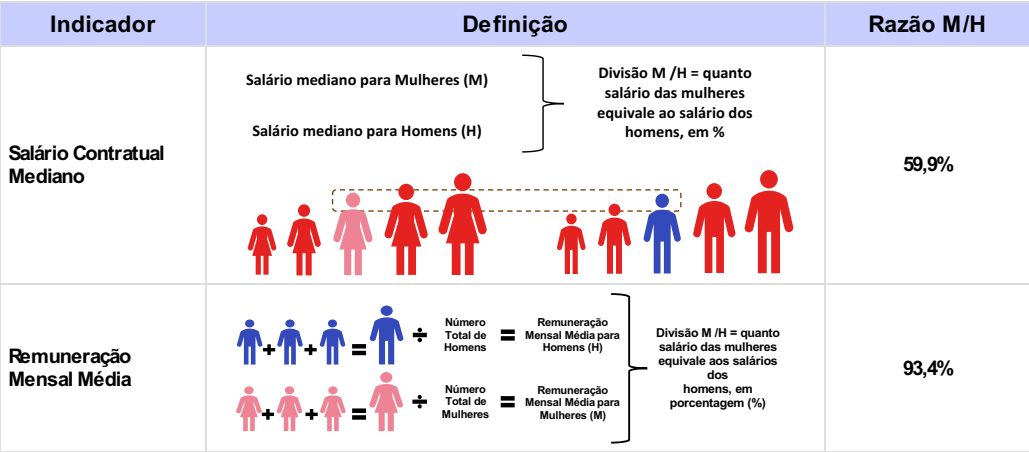 Indicador
Definição
Razão M/H
Salário Contratual
Mediano
Salário mediano para Mulheres (M)
Salário mediano para Homens (H)
Divisão M /H = quanto
salário das mulheres
equivale ao salário dos
homens, em %
59,9%
Remuneração
Mensal Média
+ + = ÷
Número
Total de
Homens
=
Remuneração
Mensal Média para
Homens (H)
+ + = ÷
Número
Total de
Mulheres
=
Remuneração
Mensal Média para
Mulheres (M)
Divisão M /H = quanto
salário das mulheres
equivale aos salários
dos
homens, em
porcentagem (%)
93,4%